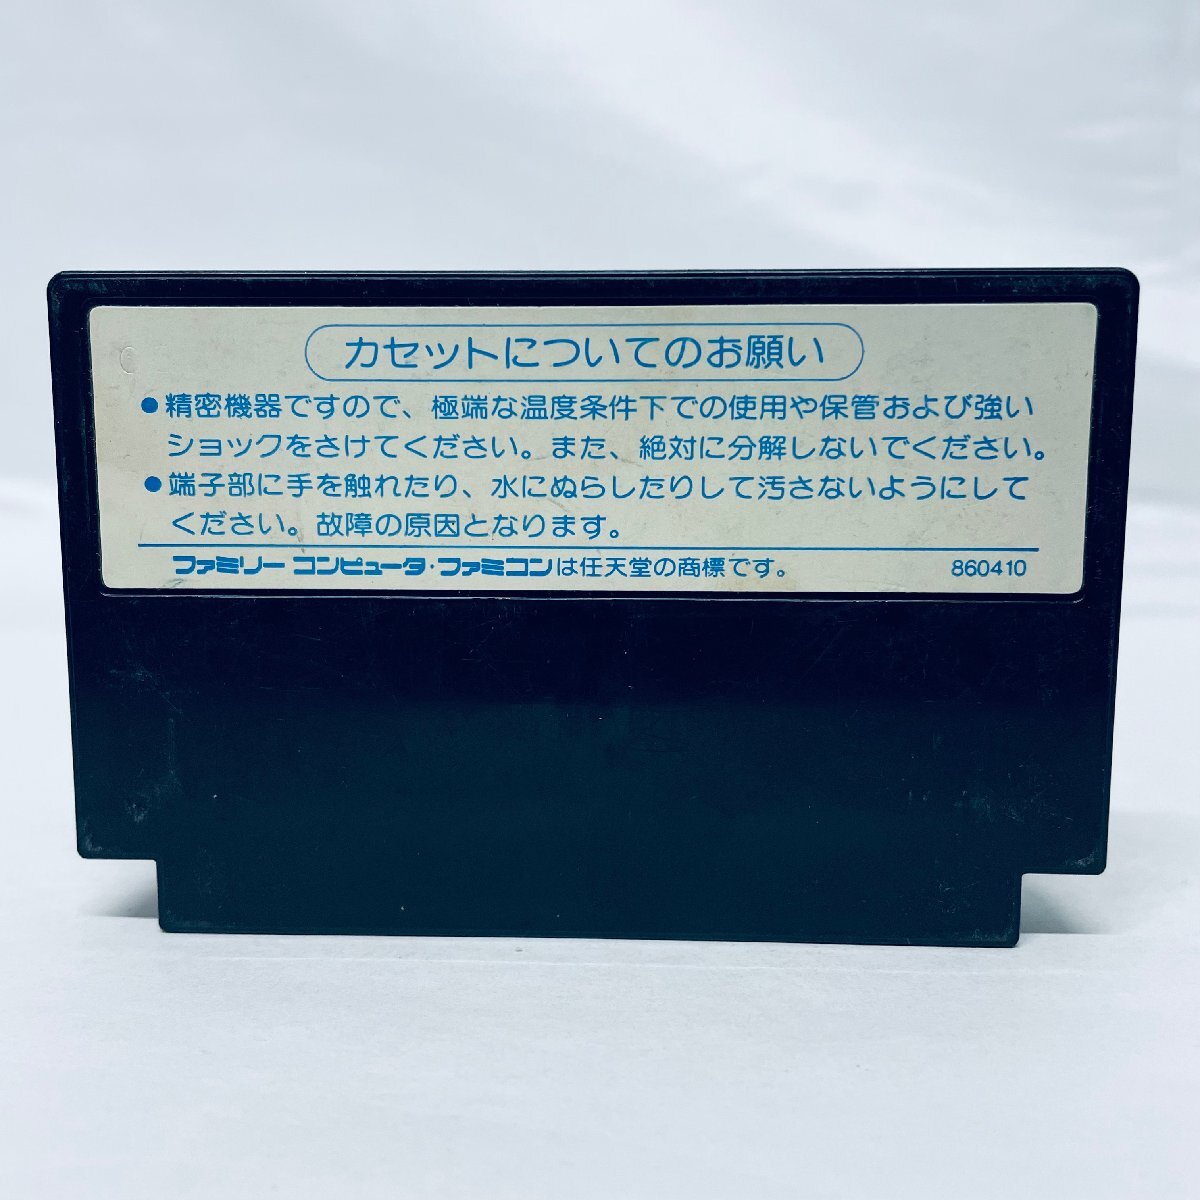 カセットについてのお願い
●精密機器ですので、極端な温度条件下での使用や保管および強い
ショックをさけてください。また、絶対に分解しないでください。
●端子部に手を触れたり、水にぬらしたりして汚さないようにして
ください。故障の原因となります。
ファミリーコンピュータ・ファミコンは任天堂の商標です。 860410